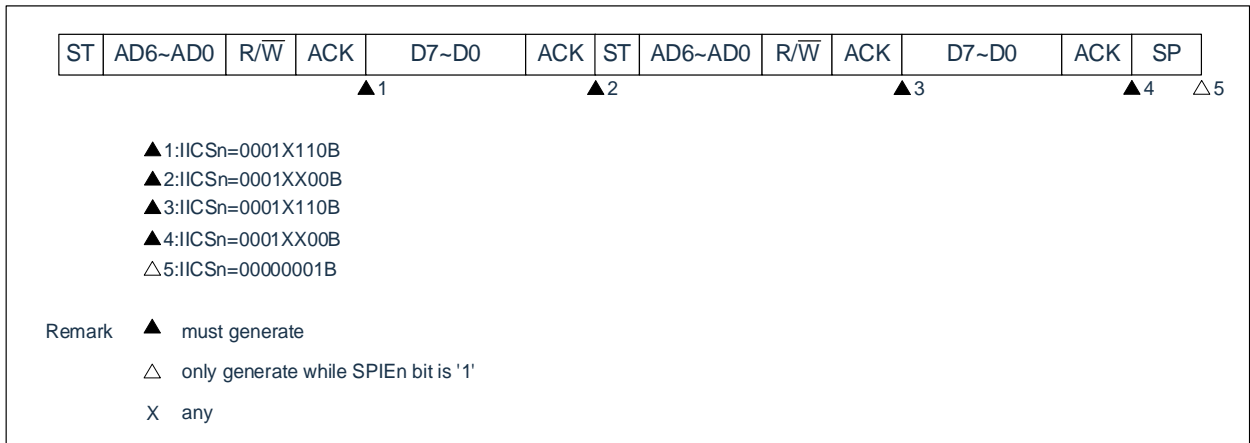 ST AD6~AD0 R/W̅ ACK D7~D0 ACK ST AD6~AD0 R/W̅ ACK D7~D0 ACK SP
▲1 ▲2 ▲3 ▲4 △5
▲1:IICSn=0001X110B
▲2:IICSn=0001XX00B
▲3:IICSn=0001X110B
▲4:IICSn=0001XX00B
△5:IICSn=00000001B
Remark ▲ must generate
△ only generate while SPIEn bit is '1'
X any